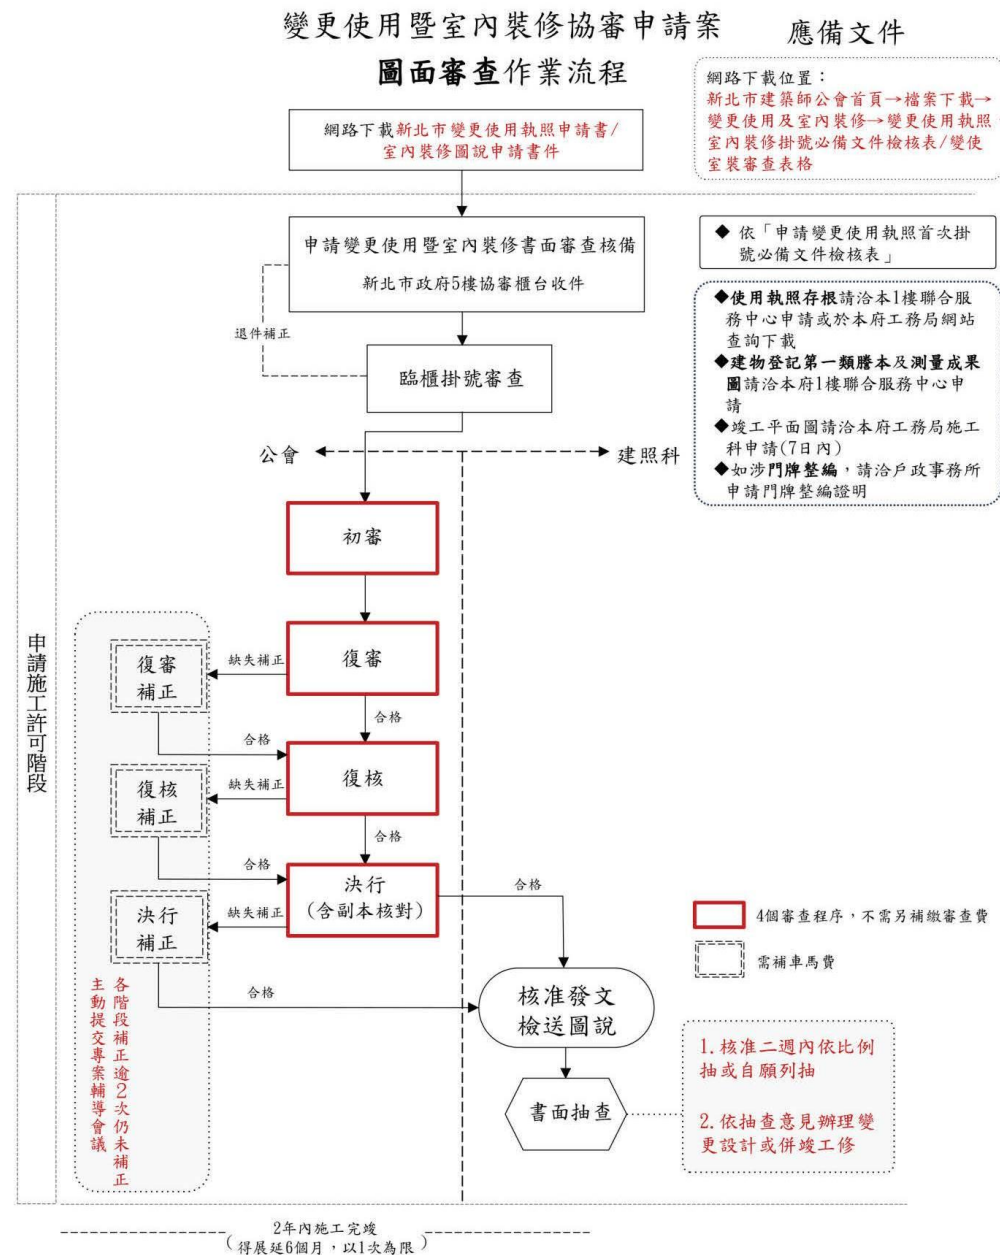 變更使用暨室內裝修協審申請案
圖面審查作業流程
應備文件
網路下載位置：
新北市建築師公會首頁→檔案下載→
變更使用及室內裝修→變更使用執照
室內裝修掛號必備文件檢核表/變使
室裝審查表格
網路下載新北市變更使用執照申請書/
室內裝修圖說申請書件
申請變更使用暨室內裝修書面審查核備
新北市政府5樓協審櫃台收件
退件補正
臨櫃掛號審查
◆ 依「申請變更使用執照首次掛
號必備文件檢核表」
◆使用執照存根請洽本1樓聯合服
務中心申請或於本府工務局網站
查詢下載
◆建物登記第一類謄本及測量成果
圖請洽本府1樓聯合服務中心申
請
◆竣工平面圖請洽本府工務局施工
科申請(7日內)
◆如涉門牌整編，請洽戶政事務所
申請門牌整編證明
公會
建照科
申請施工許可階段
初審
復審
缺失補正
復審
補正
合格
合格
復核
缺失補正
復核
補正
合格
合格
決行
(含副本核對)
缺失補正
決行
補正
合格
合格
核准發文
檢送圖說
書面抽查
各階段補正逾2次仍未補正
主動提交專案輔導會議
4個審查程序，不需另補繳審查費
需補車馬費
1.核准二週內依比例
抽或自願列抽
2.依抽查意見辦理變
更設計或併竣工修
2年內施工完竣
(得展延6個月，以1次為限)